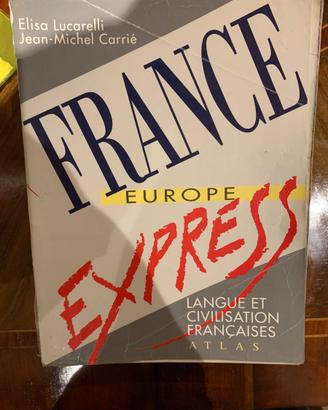 Elisa Lucarelli
Jean-Michel Carrié
FRANCE
EUROPE
EXPRESS
LANGUE ET
CIVILISATION
FRANÇAISES
ATLAS